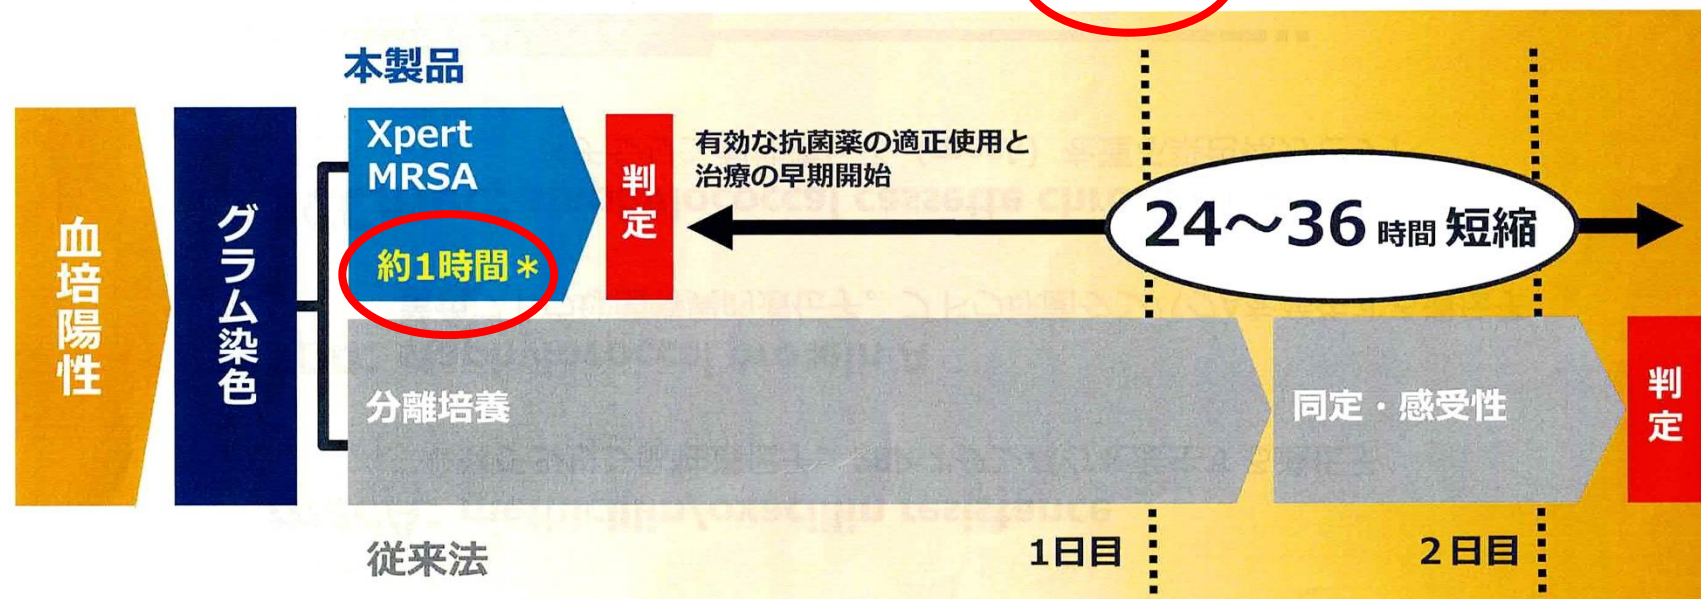 本製品
血培陽性
グラム染色
Xpert
MRSA
約1時間＊
判定
有効な抗菌薬の適正使用と
治療の早期開始
24～36時間短縮
分離培養
同定・感受性
判定
従来法
1日目
2日目